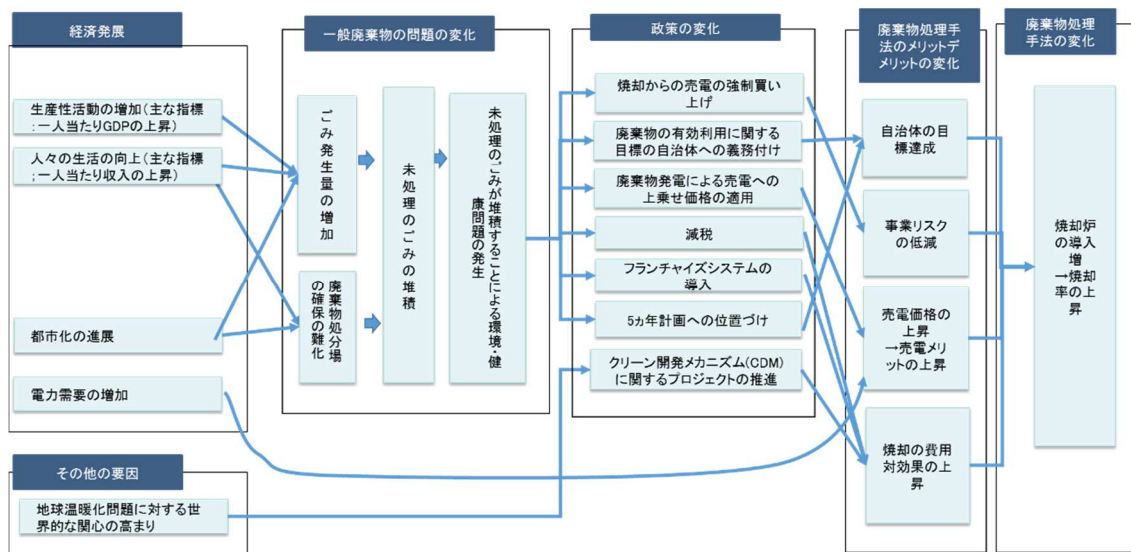 経済発展
生産性活動の増加(主な指標
:一人当たりGDPの上昇)
人々の生活の向上(主な指標
;一人当たり収入の上昇)
都市化の進展
電力需要の増加
その他の要因
地球温暖化問題に対する世
界的な関心の高まり
一般廃棄物の問題の変化
ごみ発生量の増加
廃棄物処分場
の確保の難化
未処理のごみの堆積
未処理のごみが堆積することによる環境・健
康問題の発生
政策の変化
焼却からの売電の強制買い
上げ
廃棄物の有効利用に関する
目標の自治体への義務付け
廃棄物発電による売電への
上乗せ価格の適用
減税
フランチャイズシステムの
導入
5ヵ年計画への位置づけ
クリーン開発メカニズム(CDM)
に関するプロジェクトの推進
廃棄物処理手
法のメリットデ
メリットの変化
自治体の目
標達成
事業リスク
の低減
売電価格の
上昇
→売電メリ
ットの上昇
焼却の費用
対効果の上
昇
廃棄物処理
手法の変化
焼却炉
の導入
増
→焼却
率の上
昇